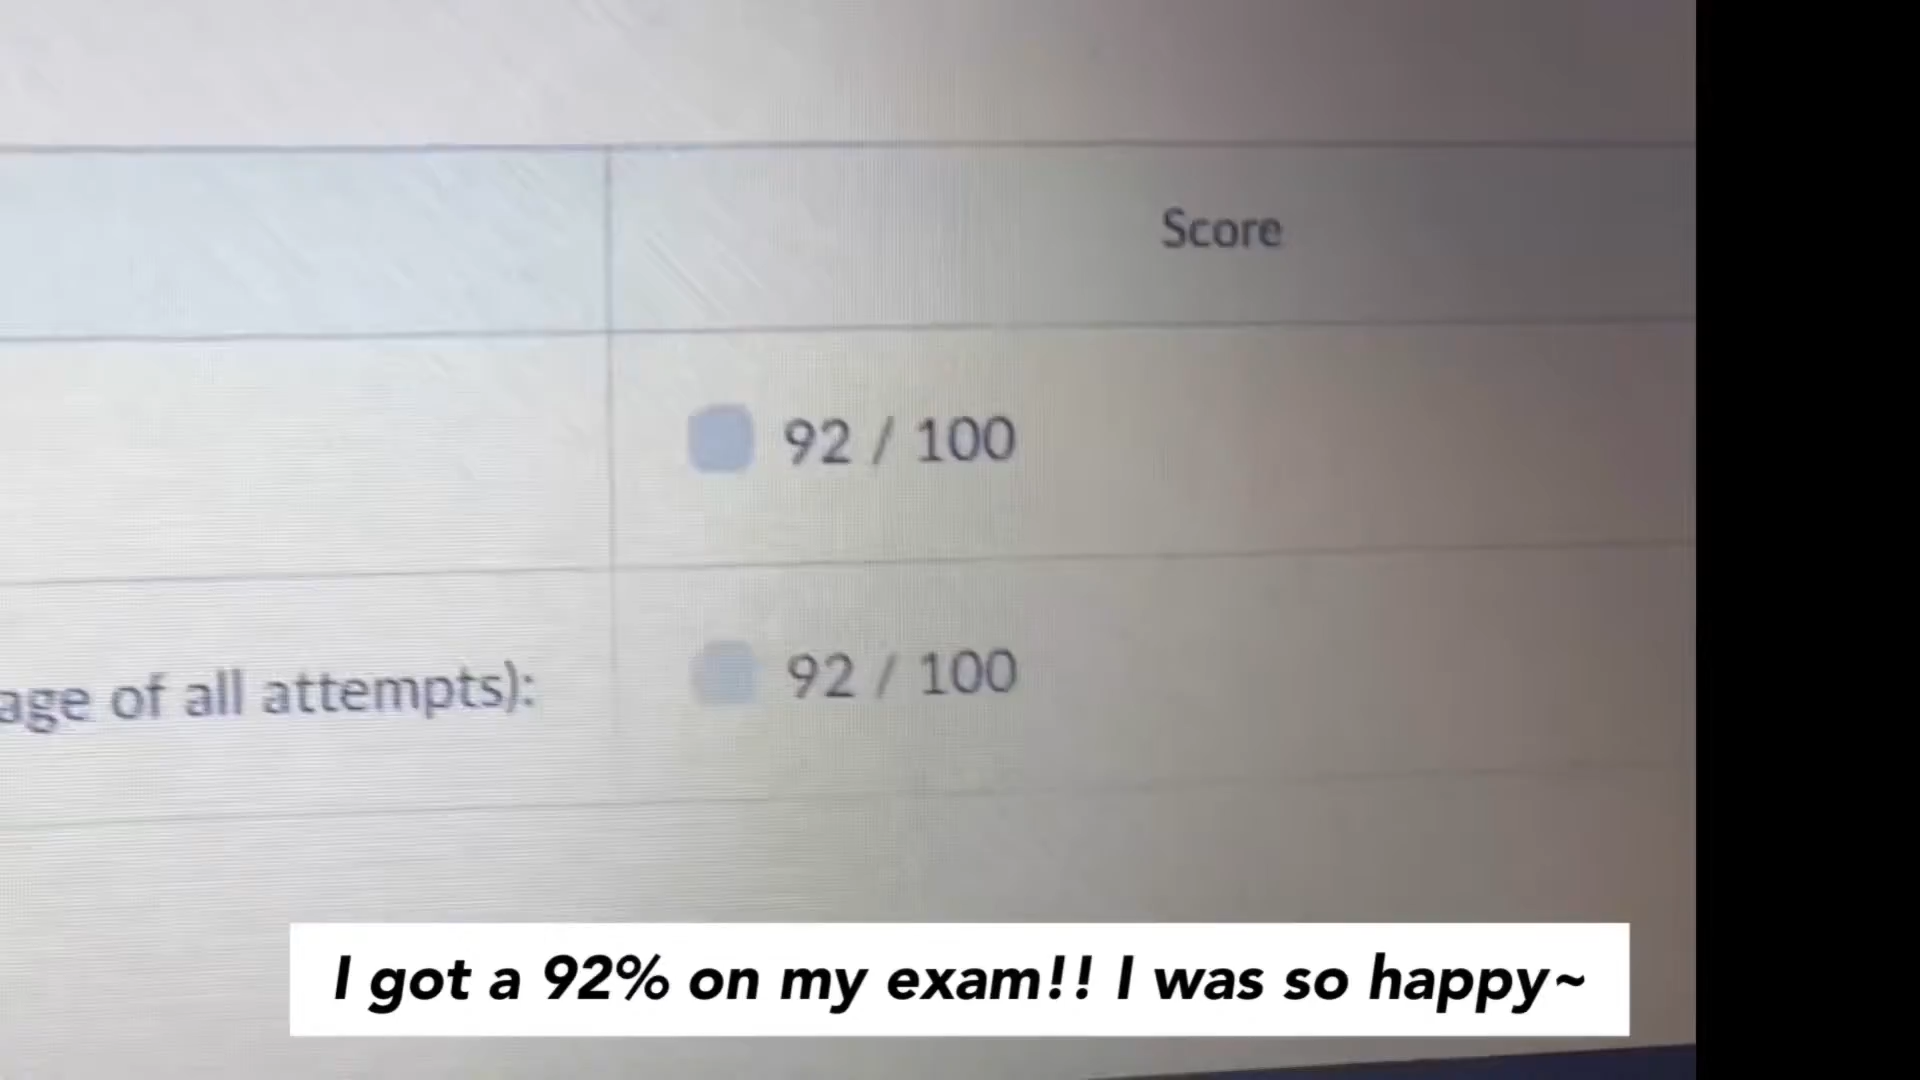 Score
92 / 100
age of all attempts):
92 / 100
I got a 92% on my exam!! I was so happy~